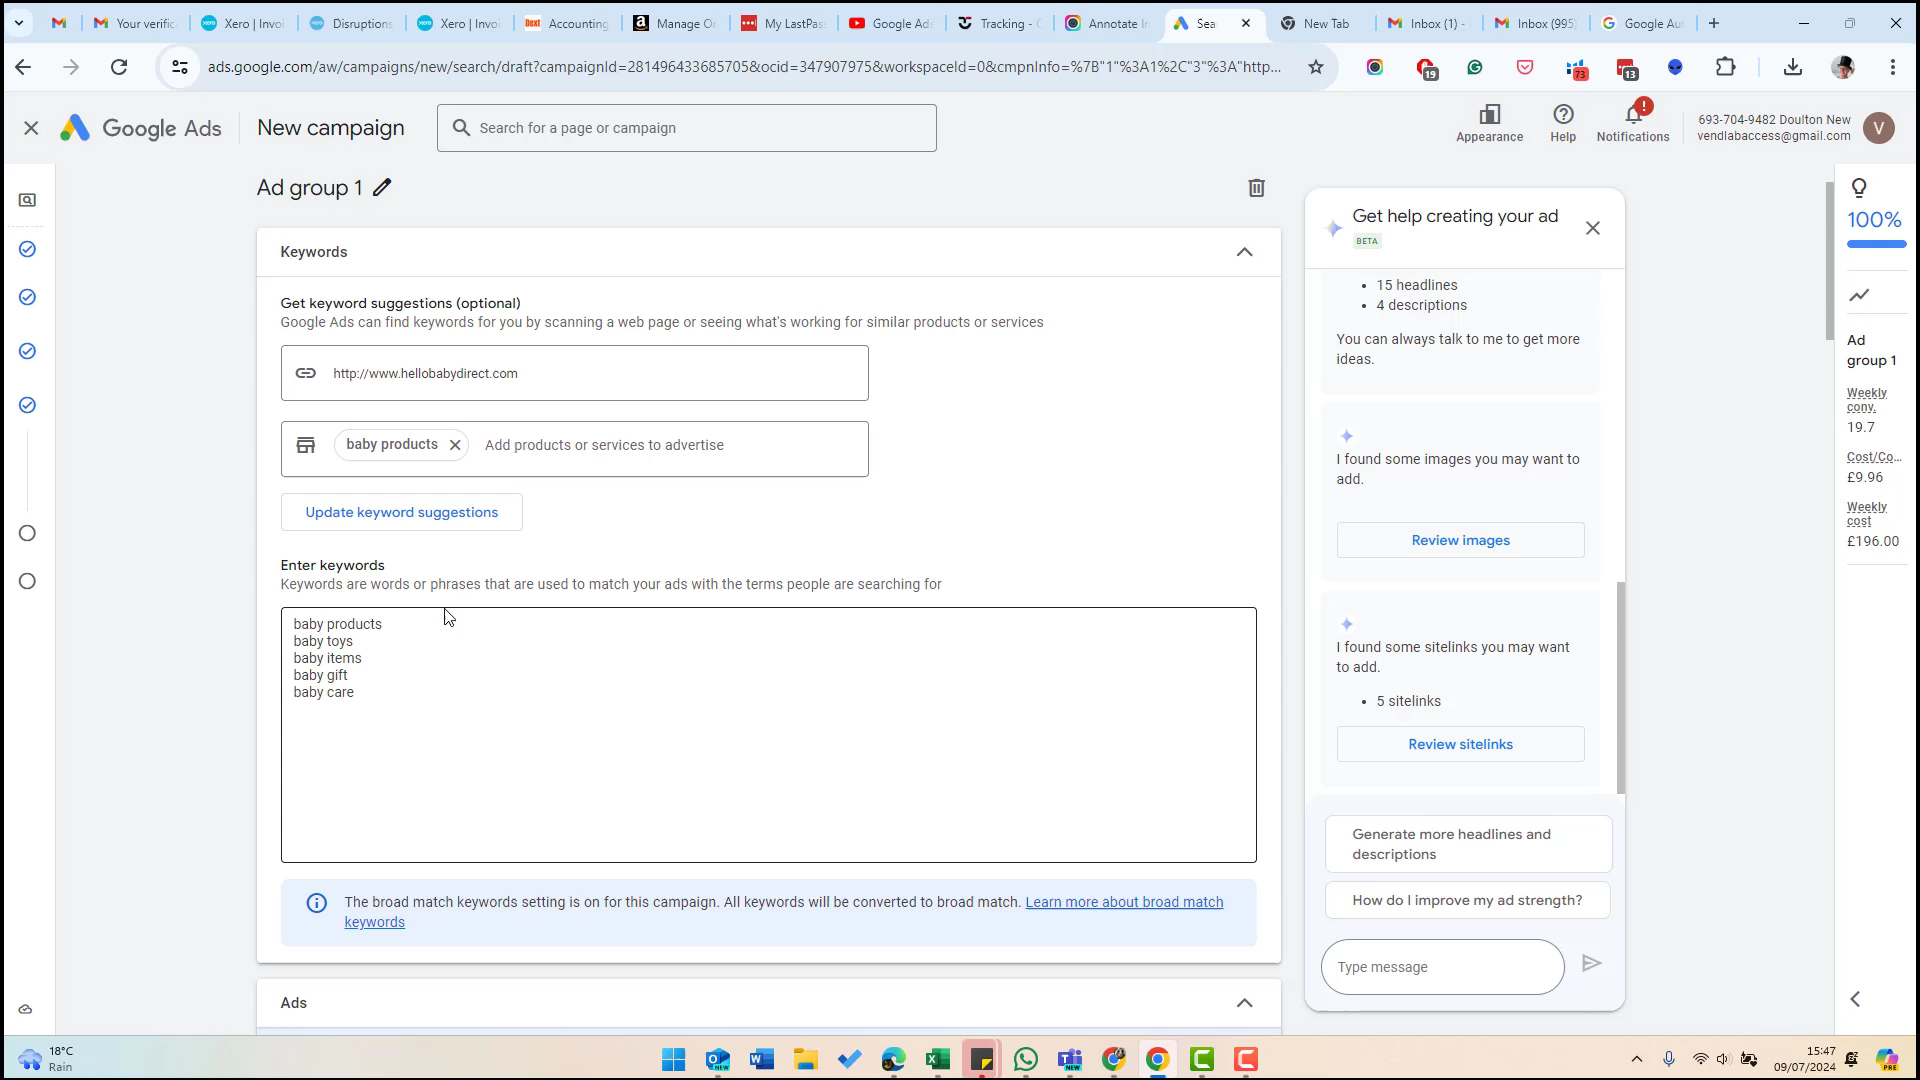 Your verific
Xero | Invoi
Disruptions
Xero | Invoi
Dext
Accounting
Manage Or
My LastPas
Google Ads
Tracking - G
Annotate Im
Sea
New Tab
Inbox (1) -
Inbox (995)
Google Aut
ads.google.com/aw/campaigns/new/search/draft?campaignId=281496433685705&ocid=347907975&workspaceId=0&cmpnInfo=%7B"1"%3A1%2C"3"%3A"http...
19
73
13
Google Ads
New campaign
Search for a page or campaign
Appearance
Help
Notifications
693-704-9482 Doulton New
vendlabaccess@gmail.com
V
Ad group 1
Keywords
Get keyword suggestions (optional)
Google Ads can find keywords for you by scanning a web page or seeing what's working for similar products or services
http://www.hellobabydirect.com
baby products
Add products or services to advertise
Update keyword suggestions
Enter keywords
Keywords are words or phrases that are used to match your ads with the terms people are searching for
baby products
baby toys
baby items
baby gift
baby care
The broad match keywords setting is on for this campaign. All keywords will be converted to broad match. Learn more about broad match
keywords
Ads
Get help creating your ad
BETA
15 headlines
4 descriptions
You can always talk to me to get more
ideas.
I found some images you may want to
add.
Review images
I found some sitelinks you may want
to add.
5 sitelinks
Review sitelinks
Generate more headlines and
descriptions
How do I improve my ad strength?
Type message
100%
Ad
group 1
Weekly
conv.
19.7
Cost/Co...
£9.96
Weekly
cost
£196.00
18°C
Rain
15:47
09/07/2024